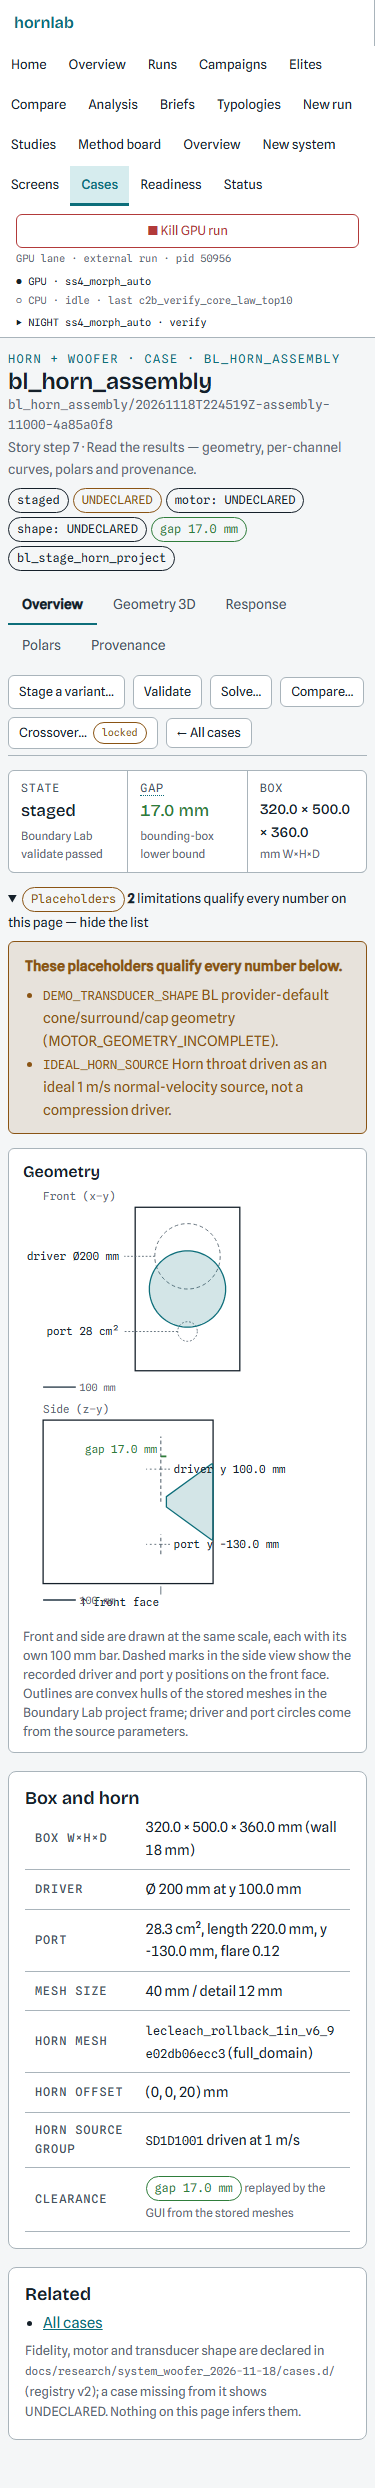 hornlab
Home Overview Runs Campaigns Elites
Compare Analysis Briefs Typologies New run
Studies Method board Overview New system
Screens Cases Readiness Status
Kill GPU run
GPU lane · external run · pid 50956
● GPU · ss4_morph_auto
○ CPU · idle · last c2b_verify_core_law_top10
▸ NIGHT ss4_morph_auto · verify
HORN + WOOFER · CASE · BL_HORN_ASSEMBLY
bl_horn_assembly
bl_horn_assembly/20261118T224519Z-assembly-
11000-4a85a0f8
Story step 7 · Read the results — geometry, per-channel
curves, polars and provenance.
staged UNDECLARED motor: UNDECLARED
shape: UNDECLARED gap 17.0 mm
bl_stage_horn_project
Overview Geometry 3D Response
Polars Provenance
Stage a variant... Validate Solve... Compare...
Crossover... locked ← All cases
STATE GAP BOX
staged 17.0 mm 320.0 × 500.0
× 360.0
Boundary Lab bounding-box mm W×H×D
validate passed lower bound
▼ Placeholders 2 limitations qualify every number on
this page — hide the list
These placeholders qualify every number below.
• DEMO_TRANSDUCER_SHAPE BL provider-default
cone/surround/cap geometry
(MOTOR_GEOMETRY_INCOMPLETE).
• IDEAL_HORN_SOURCE Horn throat driven as an
ideal 1 m/s normal-velocity source, not a
compression driver.
Geometry
Front (x-y)
driver Ø200 mm
port 28 cm²
100 mm
Side (z-y)
gap 17.0 mm
driver y 100.0 mm
port y -130.0 mm
100 mm
↑ front face
Front and side are drawn at the same scale, each with its
own 100 mm bar. Dashed marks in the side view show the
recorded driver and port y positions on the front face.
Outlines are convex hulls of the stored meshes in the
Boundary Lab project frame; driver and port circles come
from the source parameters.
Box and horn
BOX W×H×D 320.0 × 500.0 × 360.0 mm (wall
18 mm)
DRIVER Ø 200 mm at y 100.0 mm
PORT 28.3 cm², length 220.0 mm, y
-130.0 mm, flare 0.12
MESH SIZE 40 mm / detail 12 mm
HORN MESH lecleach_rollback_1in_v6_9
e02db06ecc3 (full_domain)
HORN OFFSET (0, 0, 20) mm
HORN SOURCE
GROUP SD1D1001 driven at 1 m/s
CLEARANCE gap 17.0 mm replayed by the
GUI from the stored meshes
Related
• All cases
Fidelity, motor and transducer shape are declared in
docs/research/system_woofer_2026-11-18/cases.d/
(registry v2); a case missing from it shows
UNDECLARED. Nothing on this page infers them.